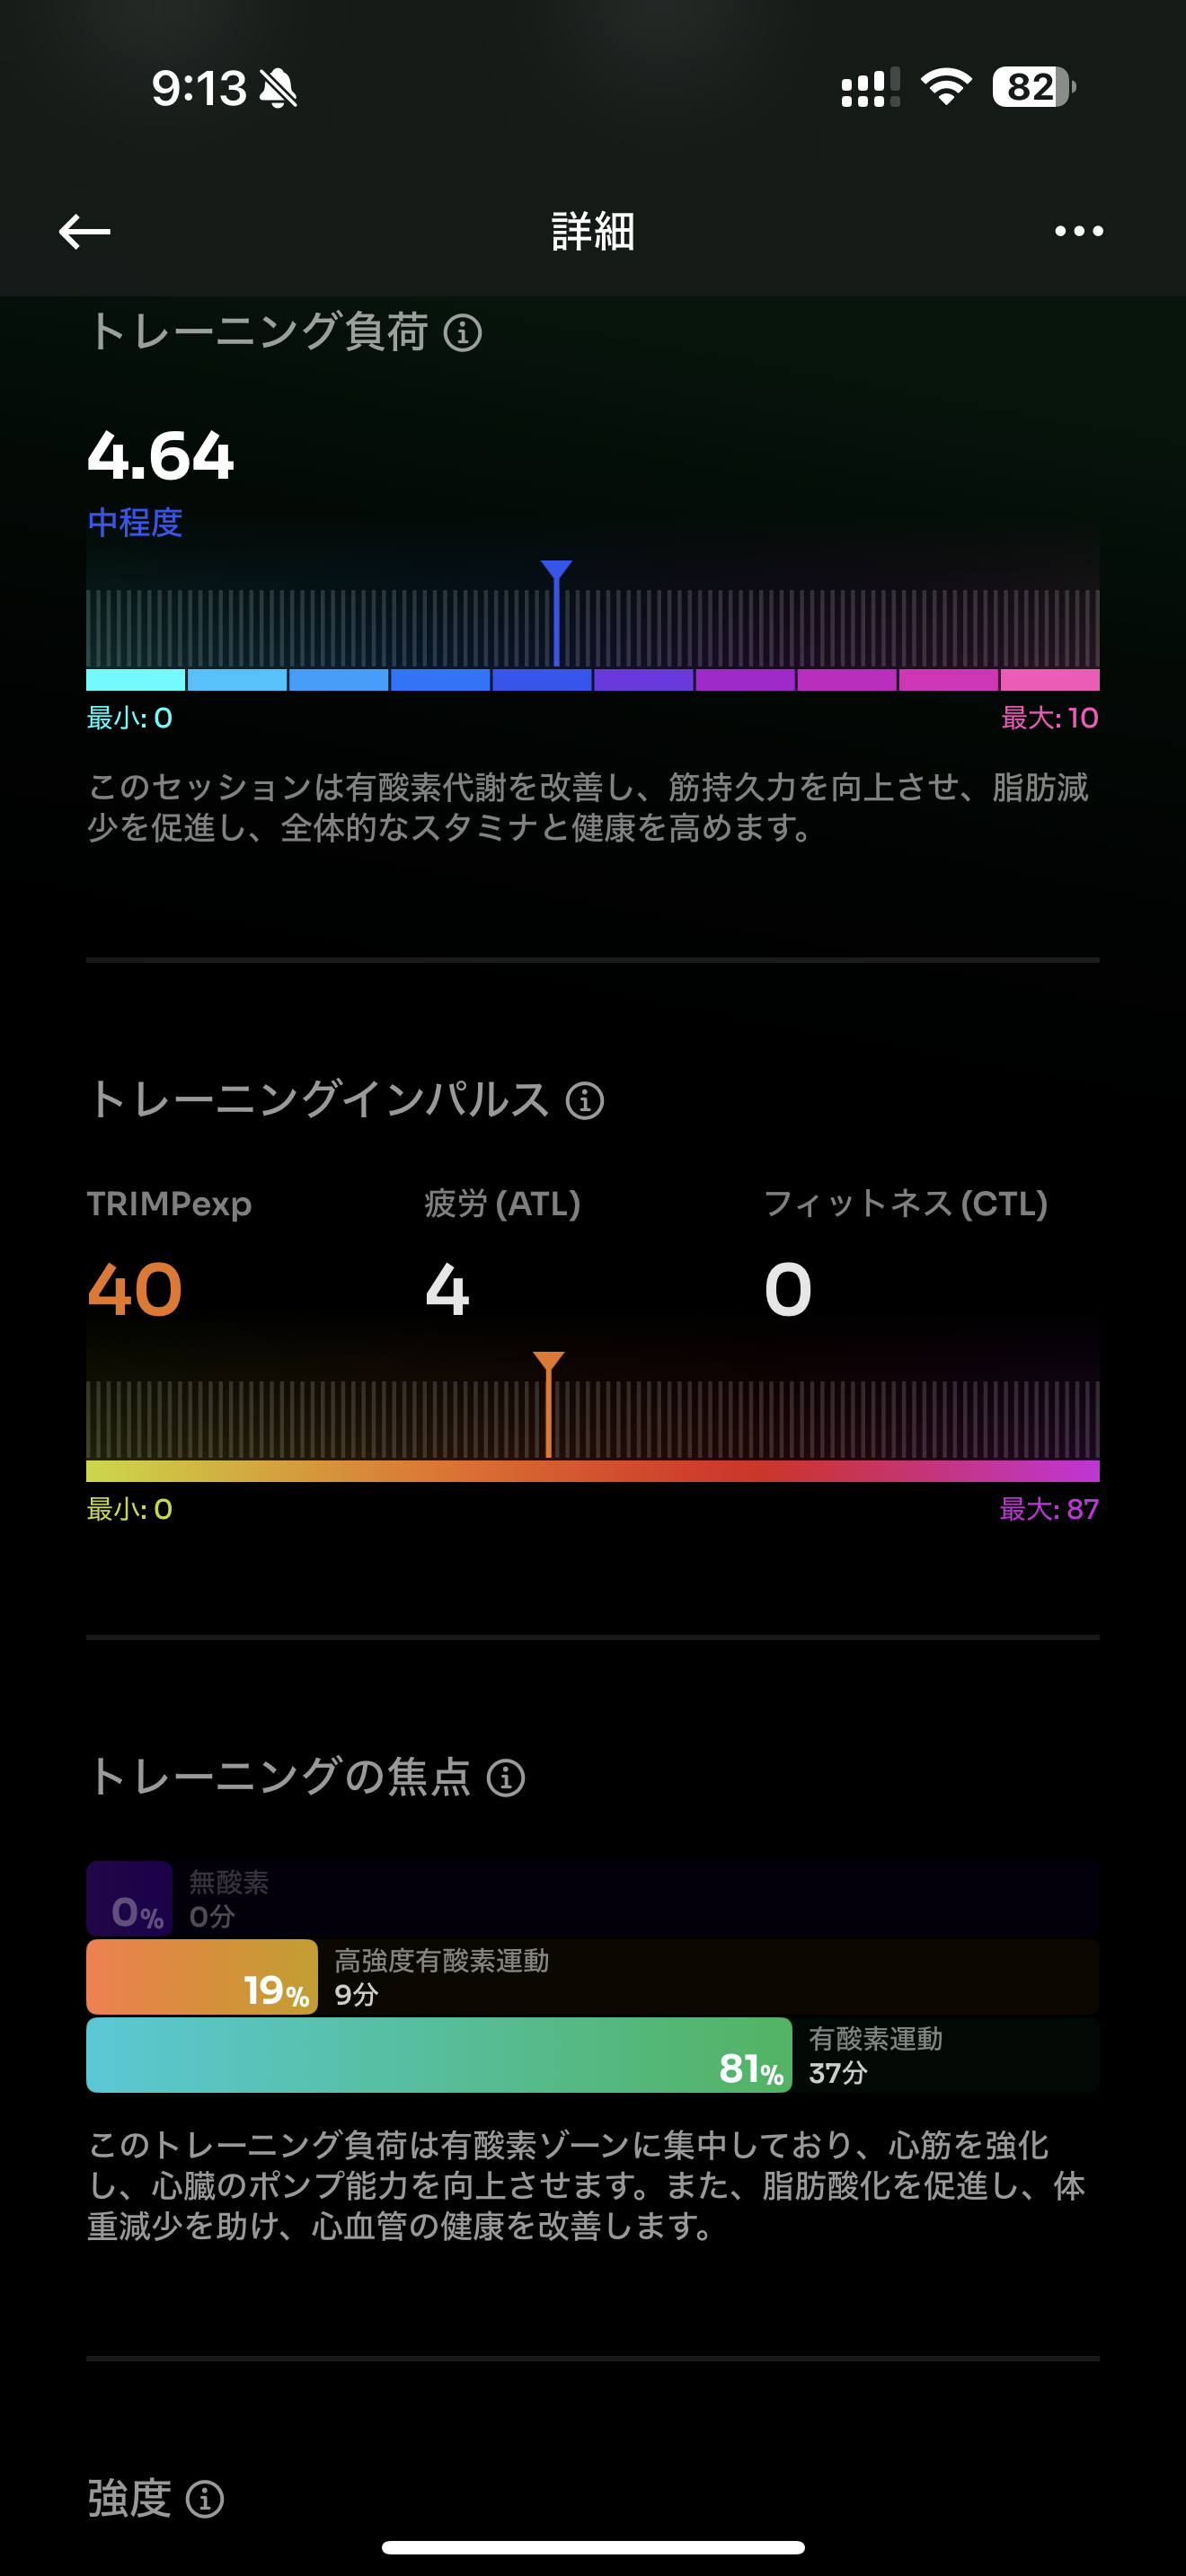 9:13
82
詳細
トレーニング負荷
4.64
中程度
最小: 0
最大: 10
このセッションは有酸素代謝を改善し、筋持久力を向上させ、脂肪減
少を促進し、全体的なスタミナと健康を高めます。
トレーニングインパルス
TRIMPexp
疲労 (ATL)
フィットネス (CTL)
40
4
0
最小: 0
最大: 87
トレーニングの焦点
0%
無酸素
0分
19%
高強度有酸素運動
9分
81%
有酸素運動
37分
このトレーニング負荷は有酸素ゾーンに集中しており、心筋を強化
し、心臓のポンプ能力を向上させます。また、脂肪酸化を促進し、体
重減少を助け、心血管の健康を改善します。
強度